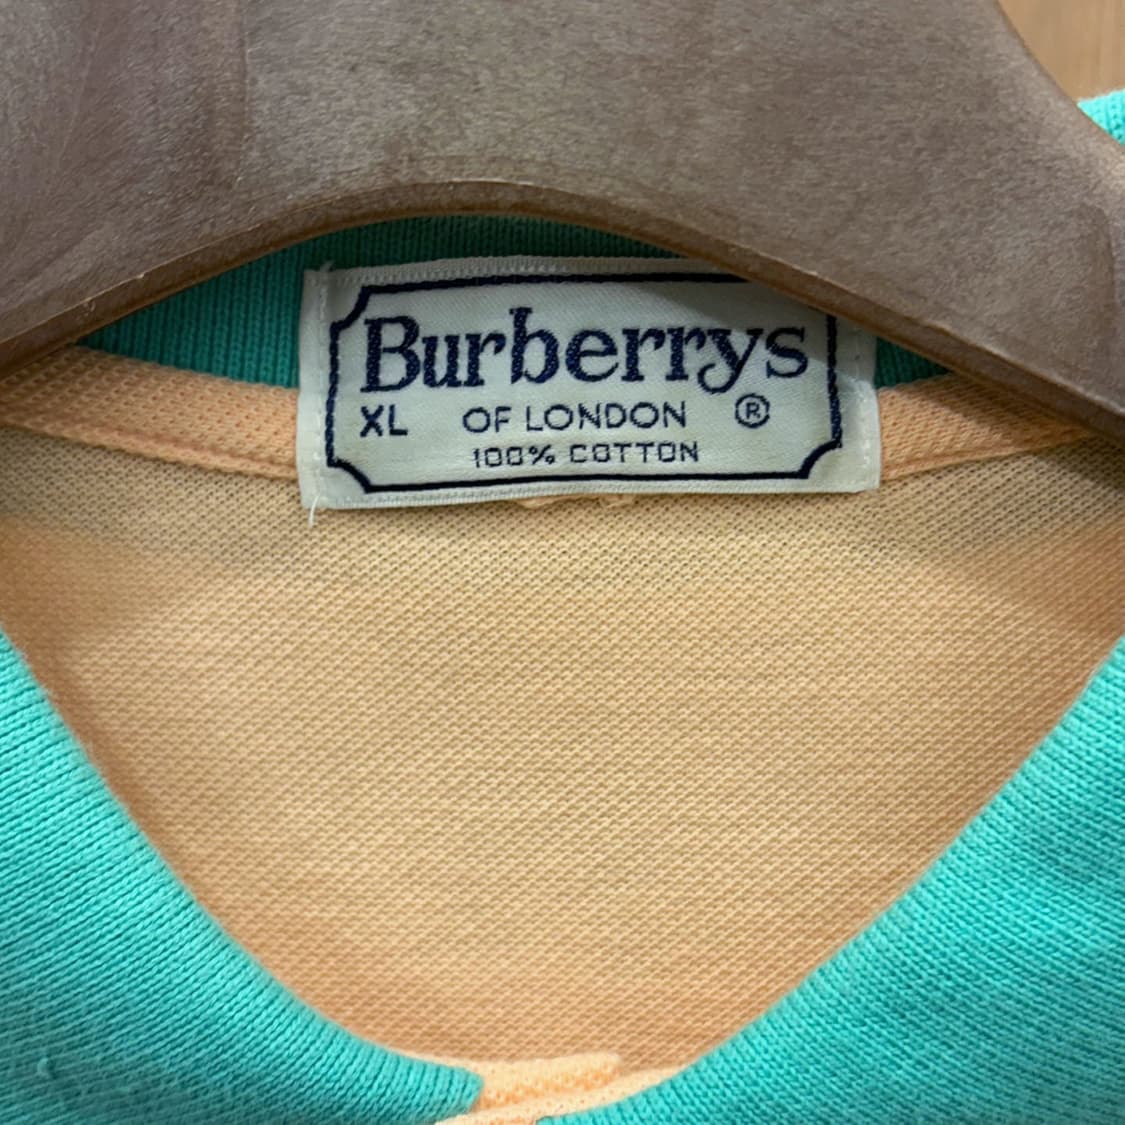 Burberrys
XL OF LONDON ®
100% COTTON